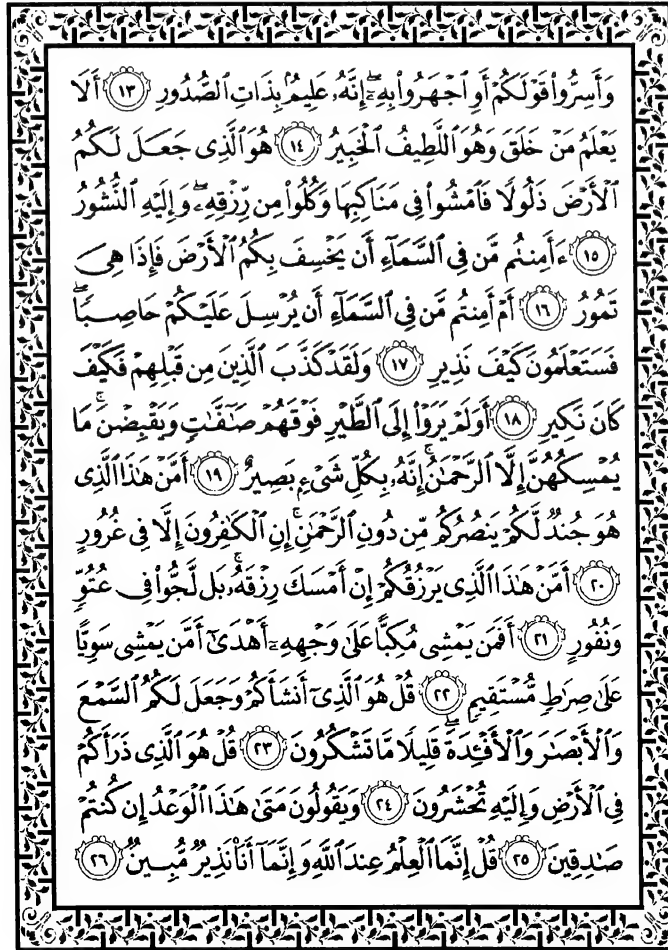 وَأَسِرُّوا۟ قَوْلَكُمْ أَوِ ٱجْهَرُوا۟ بِهِۦٓ ۖ إِنَّهُۥ عَلِيمٌۢ بِذَاتِ ٱلصُّدُورِ ١٣ أَلَا
يَعْلَمُ مَنْ خَلَقَ وَهُوَ ٱللَّطِيفُ ٱلْخَبِيرُ ١٤ هُوَ ٱلَّذِى جَعَلَ لَكُمُ
ٱلْأَرْضَ ذَلُولًا فَٱمْشُوا۟ فِى مَنَاكِبِهَا وَكُلُوا۟ مِن رِّزْقِهِۦ ۖ وَإِلَيْهِ ٱلنُّشُورُ
١٥ ءَأَمِنتُم مَّن فِى ٱلسَّمَآءِ أَن يَخْسِفَ بِكُمُ ٱلْأَرْضَ فَإِذَا هِىَ
تَمُورُ ١٦ أَمْ أَمِنتُم مَّن فِى ٱلسَّمَآءِ أَن يُرْسِلَ عَلَيْكُمْ حَاصِبًا ۖ
فَسَتَعْلَمُونَ كَيْفَ نَذِيرِ ١٧ وَلَقَدْ كَذَّبَ ٱلَّذِينَ مِن قَبْلِهِمْ فَكَيْفَ
كَانَ نَكِيرِ ١٨ أَوَلَمْ يَرَوْا۟ إِلَى ٱلطَّيْرِ فَوْقَهُمْ صَٰٓفَّٰتٍ وَيَقْبِضْنَ ۚ مَا
يُمْسِكُهُنَّ إِلَّا ٱلرَّحْمَٰنُ ۚ إِنَّهُۥ بِكُلِّ شَىْءٍۭ بَصِيرٌ ١٩ أَمَّنْ هَٰذَا ٱلَّذِى
هُوَ جُندٌ لَّكُمْ يَنصُرُكُم مِّن دُونِ ٱلرَّحْمَٰنِ ۚ إِنِ ٱلْكَٰفِرُونَ إِلَّا فِى غُرُورٍ
٢٠ أَمَّنْ هَٰذَا ٱلَّذِى يَرْزُقُكُمْ إِنْ أَمْسَكَ رِزْقَهُۥ ۚ بَل لَّجُّوا۟ فِى عُتُوٍّ
وَنُفُورٍ ٢١ أَفَمَن يَمْشِى مُكِبًّا عَلَىٰ وَجْهِهِۦٓ أَهْدَىٰٓ أَمَّن يَمْشِى سَوِيًّا
عَلَىٰ صِرَٰطٍ مُّسْتَقِيمٍ ٢٢ قُلْ هُوَ ٱلَّذِىٓ أَنشَأَكُمْ وَجَعَلَ لَكُمُ ٱلسَّمْعَ
وَٱلْأَبْصَٰرَ وَٱلْأَفْـِٔدَةَ ۖ قَلِيلًا مَّا تَشْكُرُونَ ٢٣ قُلْ هُوَ ٱلَّذِى ذَرَأَكُمْ
فِى ٱلْأَرْضِ وَإِلَيْهِ تُحْشَرُونَ ٢٤ وَيَقُولُونَ مَتَىٰ هَٰذَا ٱلْوَعْدُ إِن كُنتُمْ
صَٰدِقِينَ ٢٥ قُلْ إِنَّمَا ٱلْعِلْمُ عِندَ ٱللَّهِ وَإِنَّمَآ أَنَا۠ نَذِيرٌ مُّبِينٌ ٢٦